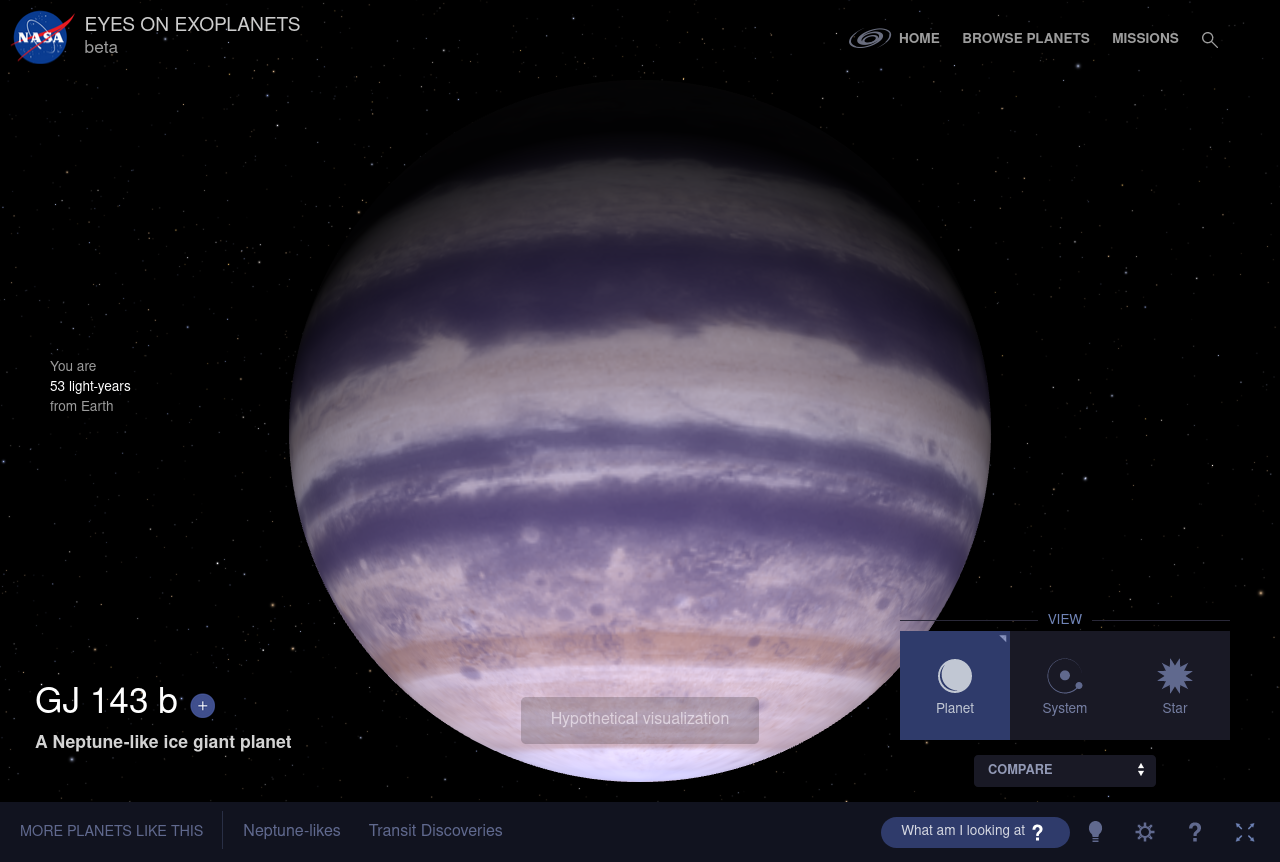 NASA
EYES ON EXOPLANETS
beta
HOME
BROWSE PLANETS
MISSIONS
You are
53 light-years
from Earth
VIEW
Planet
System
Star
GJ 143 b +
A Neptune-like ice giant planet
Hypothetical visualization
COMPARE
MORE PLANETS LIKE THIS
Neptune-likes
Transit Discoveries
What am I looking at ?
?